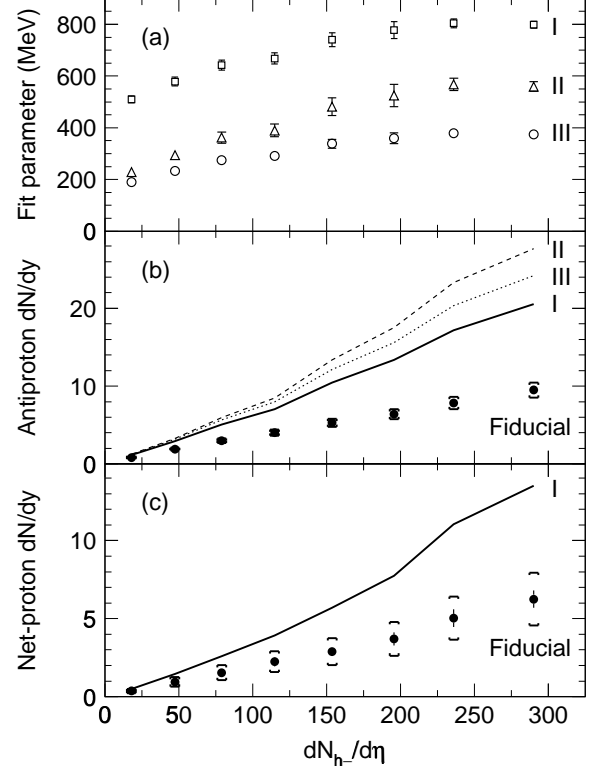 Fit parameter (MeV)
800
600
400
200
0
(a)
I
II
III
Antiproton dN/dy
20
10
0
(b)
II
III
I
Fiducial
Net-proton dN/dy
10
5
0
(c)
I
Fiducial
0 50 100 150 200 250 300
dN_h–/dη